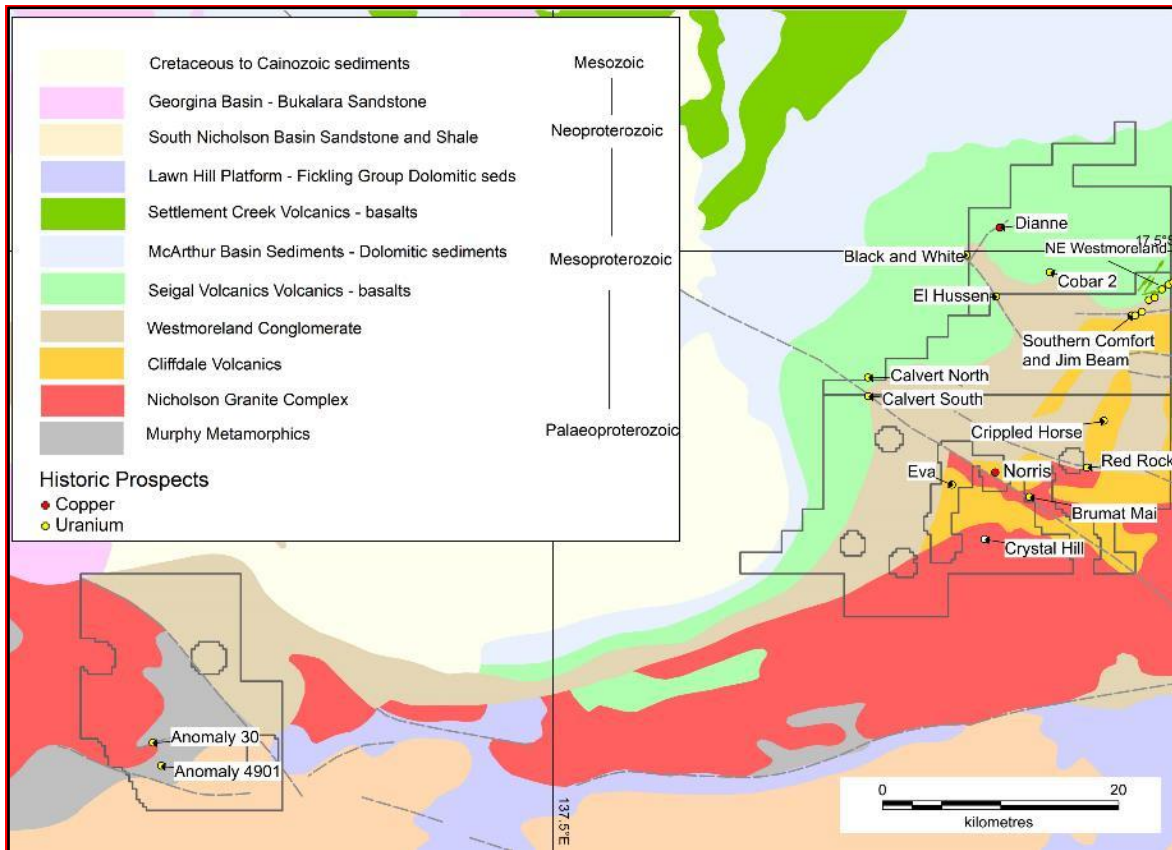 Cretaceous to Cainozoic sediments
Mesozoic
Georgina Basin - Bukalara Sandstone
South Nicholson Basin Sandstone and Shale
Neoproterozoic
Lawn Hill Platform - Fickling Group Dolomitic seds
Settlement Creek Volcanics - basalts
McArthur Basin Sediments - Dolomitic sediments
Mesoproterozoic
Seigal Volcanics Volcanics - basalts
Westmoreland Conglomerate
Cliffdale Volcanics
Nicholson Granite Complex
Murphy Metamorphics
Palaeoproterozoic
Historic Prospects
Copper
Uranium
Dianne
17.5°S
NE Westmoreland
Black and White
Cobar 2
El Hussen
Southern Comfort
and Jim Beam
Calvert North
Calvert South
Crippled Horse
Red Rock
Eva
Norris
Brumat Mai
Crystal Hill
Anomaly 30
Anomaly 4901
137.5°E
0
20
kilometres